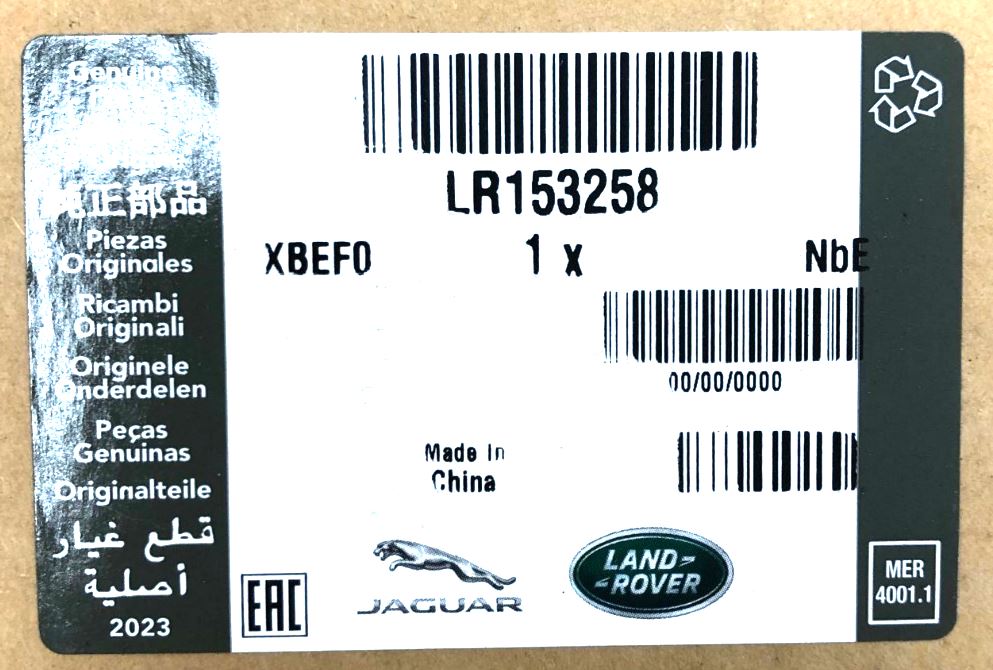 Genuine
正部品
Piezas
Originales
Ricambi
Originali
Originele
Onderdelen
Peças
Genuinas
Originalteile
قطع غيار
أصلية
2023
LR153258
XBEF0 1 x NbE
00/00/0000
Made In
China
EAC
JAGUAR
LAND-
-ROVER
MER
4001.1